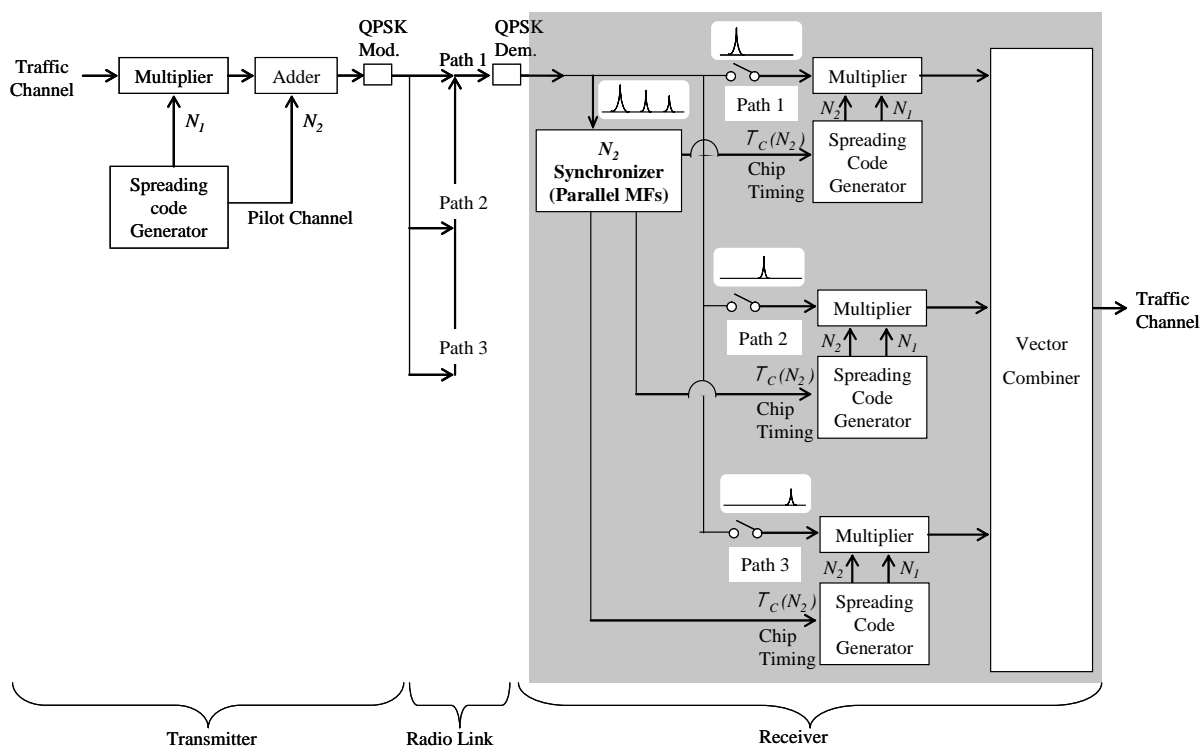 Traffic
Channel
Multiplier
Adder
QPSK
Mod.
Path 1
QPSK
Dem.
N1
N2
Spreading
code
Generator
Pilot Channel
Path 2
Path 3
N2
Synchronizer
(Parallel MFs)
Path 1
Multiplier
N2
N1
TC(N2)
Chip
Timing
Spreading
Code
Generator
Path 2
Multiplier
N2
N1
TC(N2)
Chip
Timing
Spreading
Code
Generator
Path 3
Multiplier
N2
N1
TC(N2)
Chip
Timing
Spreading
Code
Generator
Vector
Combiner
Traffic
Channel
Transmitter
Radio Link
Receiver